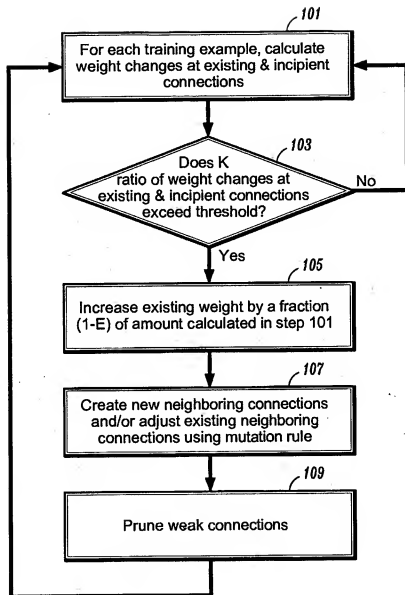 101
For each training example, calculate
weight changes at existing & incipient
connections
103
Does K
ratio of weight changes at
existing & incipient connections
exceed threshold?
No
Yes
105
Increase existing weight by a fraction
(1-E) of amount calculated in step 101
107
Create new neighboring connections
and/or adjust existing neighboring
connections using mutation rule
109
Prune weak connections